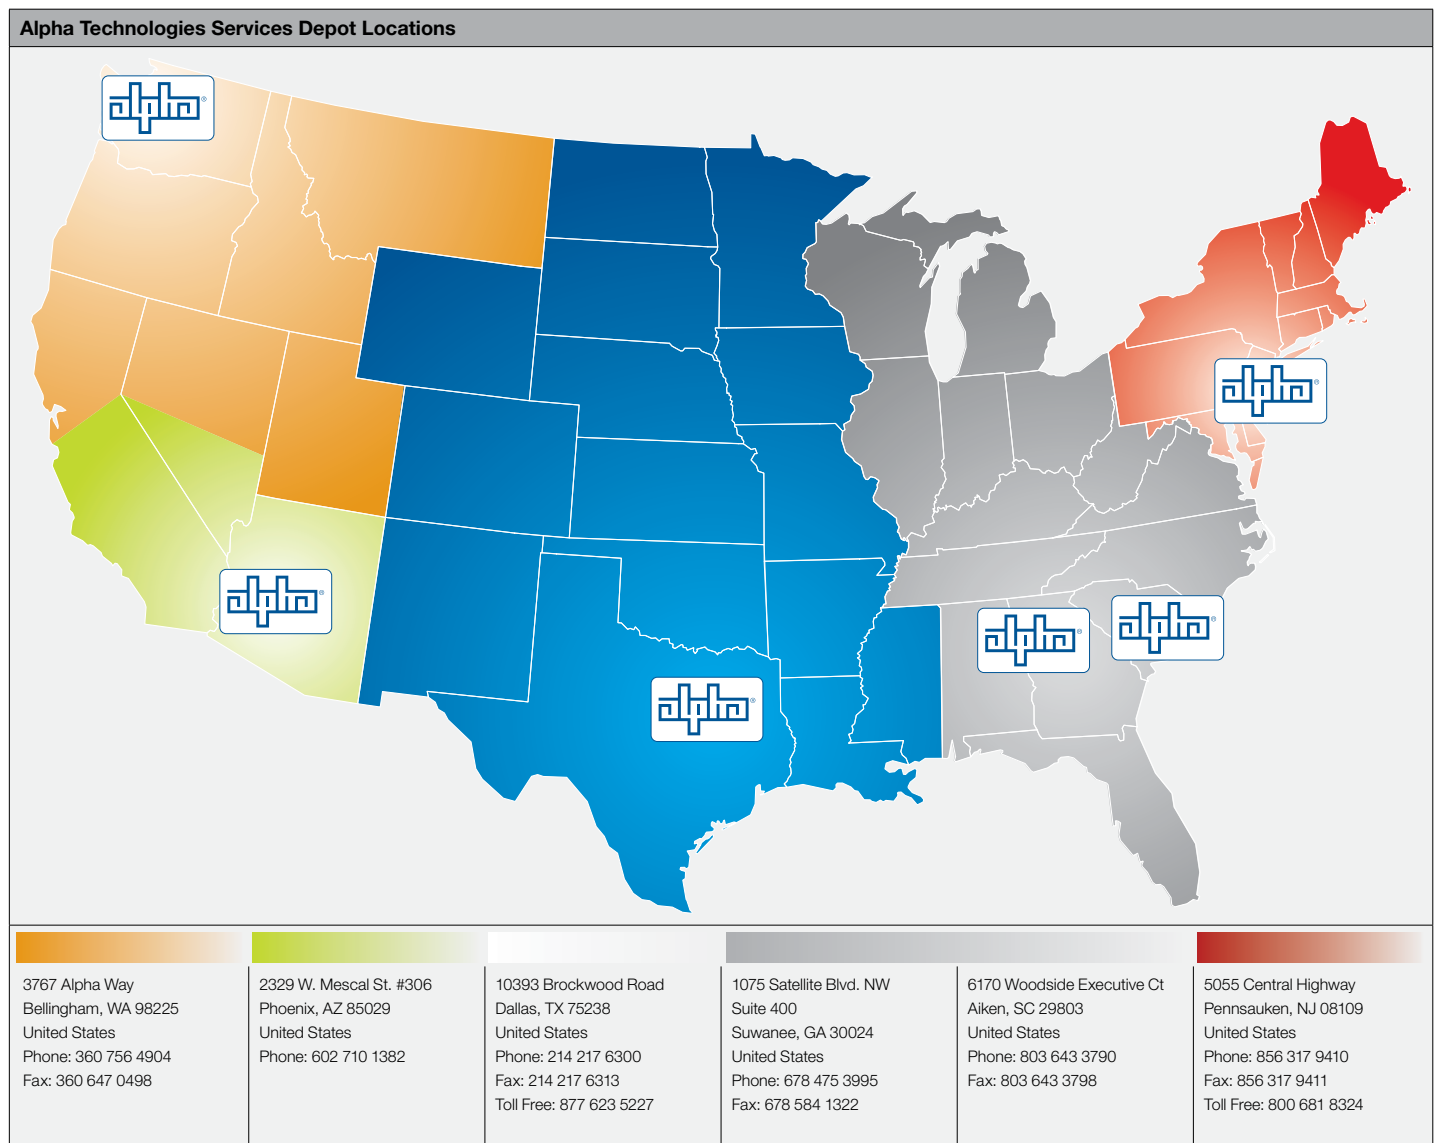 Alpha Technologies Services Depot Locations
alpha®
alpha®
alpha®
alpha®
alpha®
alpha®
3767 Alpha Way
Bellingham, WA 98225
United States
Phone: 360 756 4904
Fax: 360 647 0498
2329 W. Mescal St. #306
Phoenix, AZ 85029
United States
Phone: 602 710 1382
10393 Brockwood Road
Dallas, TX 75238
United States
Phone: 214 217 6300
Fax: 214 217 6313
Toll Free: 877 623 5227
1075 Satellite Blvd. NW
Suite 400
Suwanee, GA 30024
United States
Phone: 678 475 3995
Fax: 678 584 1322
6170 Woodside Executive Ct
Aiken, SC 29803
United States
Phone: 803 643 3790
Fax: 803 643 3798
5055 Central Highway
Pennsauken, NJ 08109
United States
Phone: 856 317 9410
Fax: 856 317 9411
Toll Free: 800 681 8324